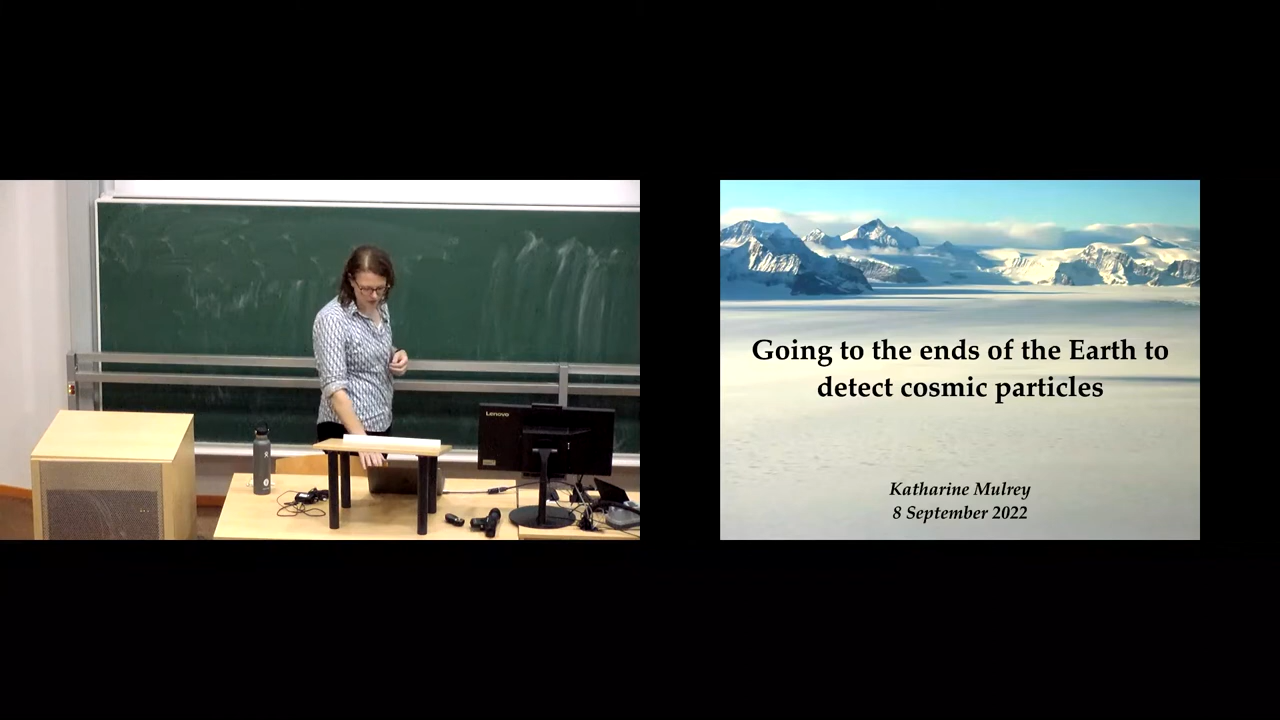 Lenovo
Going to the ends of the Earth to
detect cosmic particles
Katharine Mulrey
8 September 2022